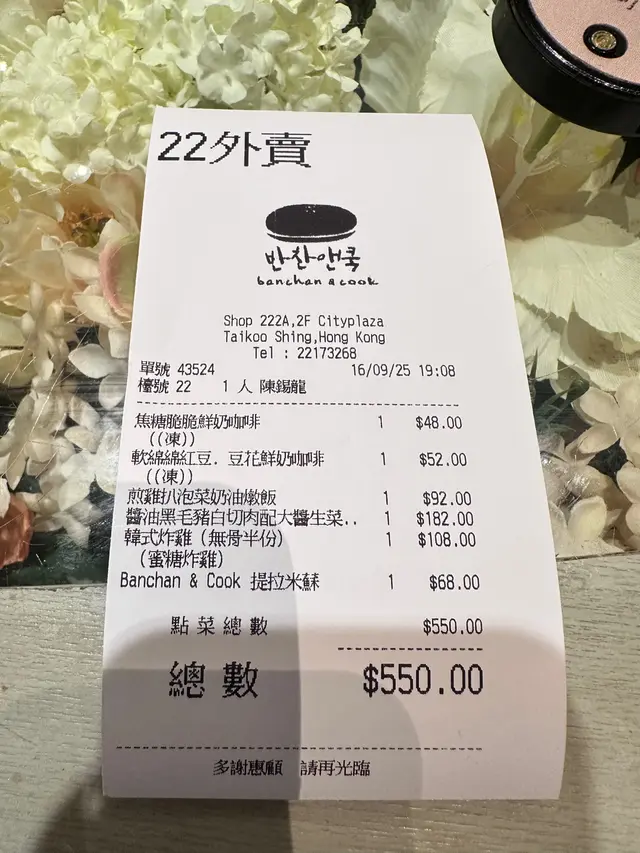 22外賣
반찬앤쿡
banchan & cook
Shop 222A,2F Cityplaza
Taikoo Shing,Hong Kong
Tel : 22173268
單號 43524 16/09/25 19:08
檯號 22 1 人 陳錫龍
焦糖脆脆鮮奶咖啡 1 $48.00
((凍))
軟綿綿紅豆．豆花鮮奶咖啡 1 $52.00
((凍))
煎雞扒泡菜奶油燉飯 1 $92.00
醬油黑毛豬白切肉配大醬生菜.. 1 $182.00
韓式炸雞（無骨半份） 1 $108.00
（蜜糖炸雞）
Banchan & Cook 提拉米蘇 1 $68.00
點菜總數 $550.00
總數 $550.00
多謝惠顧 請再光臨